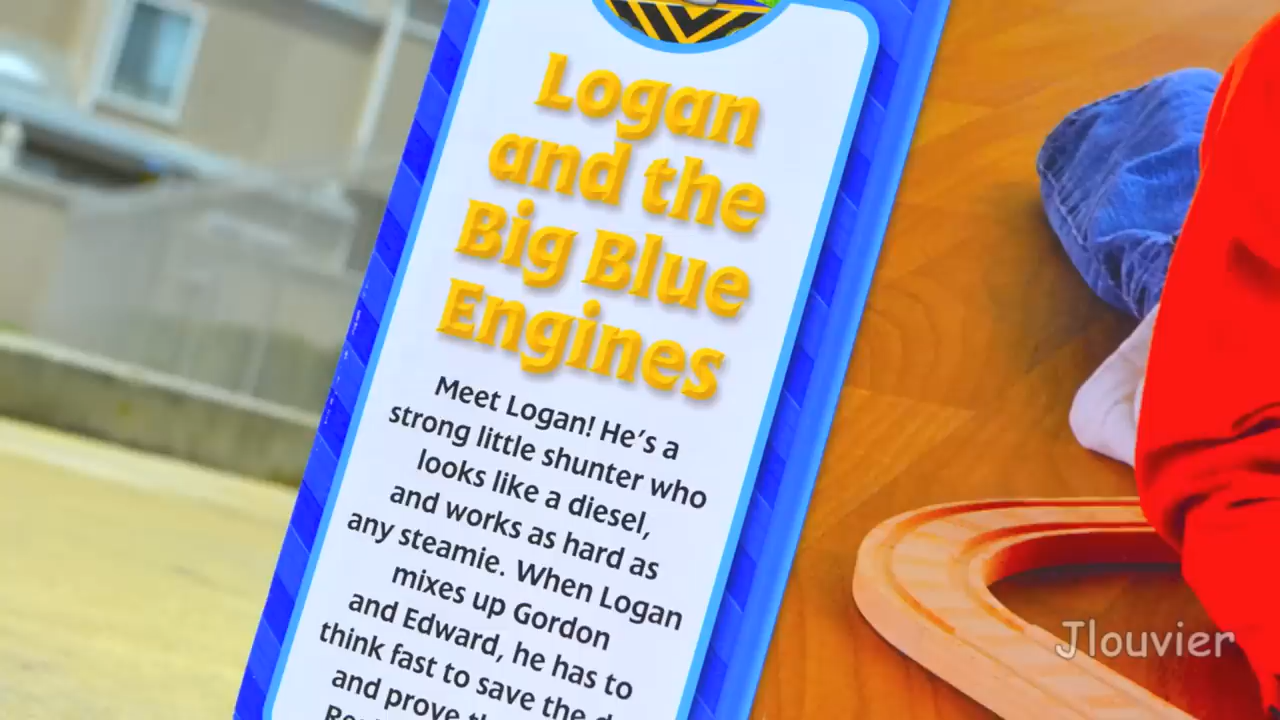 Logan
and the
Big Blue
Engines
Meet Logan! He's a
strong little shunter who
looks like a diesel,
and works as hard as
any steamie. When Logan
mixes up Gordon
and Edward, he has to
think fast to save the
and prove
Jlouvier